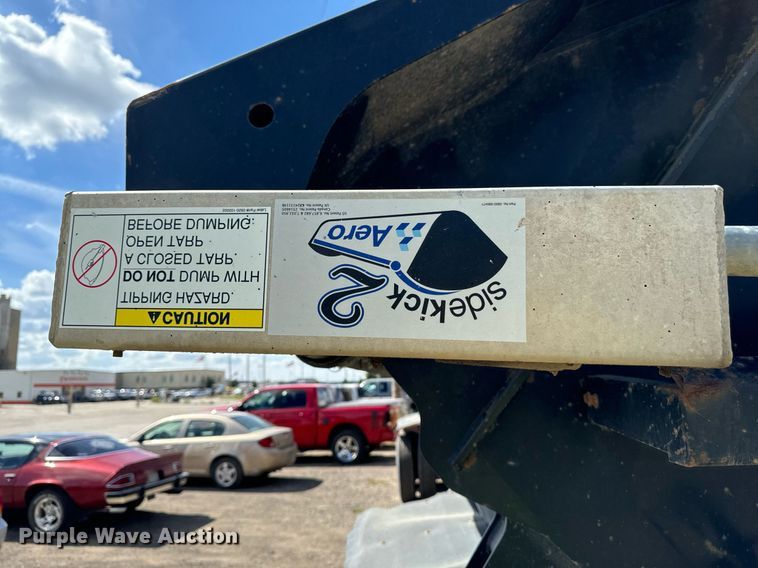 CAUTION
TIPPING HAZARD.
DO NOT DUMP WITH
A CLOSED TARP.
OPEN TARP
BEFORE DUMPING.
sidekick
2
Aero
Purple Wave Auction